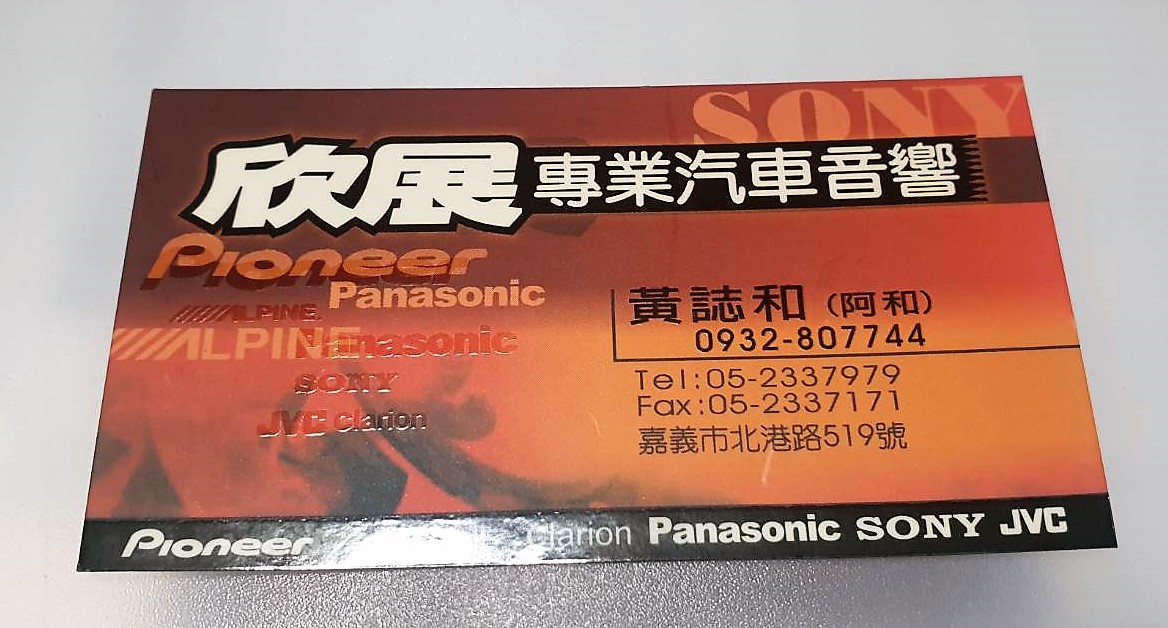 SONY
欣展 專業汽車音響
Pioneer
Panasonic
ALPINE
ALPINE
Panasonic
SONY
JVC Clarion
黃誌和（阿和）
0932-807744
Tel:05-2337979
Fax:05-2337171
嘉義市北港路519號
Pioneer Clarion Panasonic SONY JVC